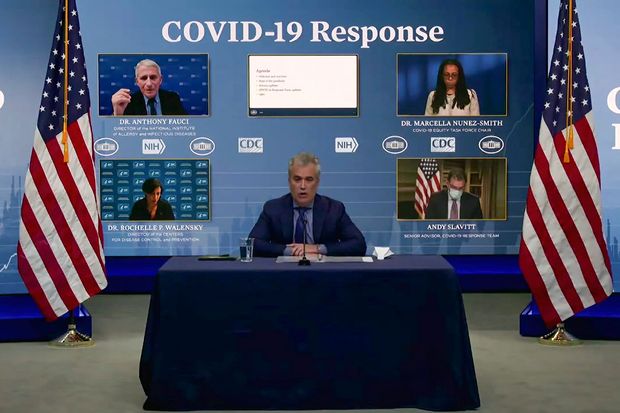 COVID-19 Response
Agenda
DR. ANTHONY FAUCI
DIRECTOR OF THE NATIONAL INSTITUTE
OF ALLERGY AND INFECTIOUS DISEASES
DR. MARCELLA NUNEZ-SMITH
COVID-19 EQUITY TASK FORCE CHAIR
NIH
CDC
NIH
CDC
DR. ROCHELLE P. WALENSKY
DIRECTOR OF THE CENTERS
FOR DISEASE CONTROL AND PREVENTION
ANDY SLAVITT
SENIOR ADVISOR, COVID-19 RESPONSE TEAM